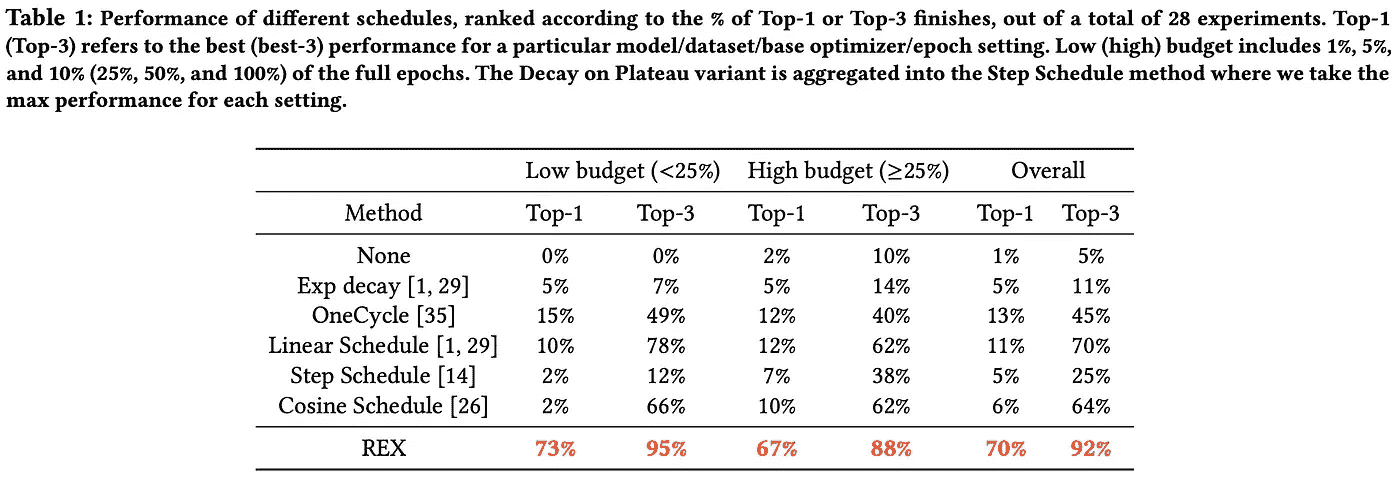 Table 1: Performance of different schedules, ranked according to the % of Top-1 or Top-3 finishes, out of a total of 28 experiments. Top-1
(Top-3) refers to the best (best-3) performance for a particular model/dataset/base optimizer/epoch setting. Low (high) budget includes 1%, 5%,
and 10% (25%, 50%, and 100%) of the full epochs. The Decay on Plateau variant is aggregated into the Step Schedule method where we take the
max performance for each setting.
Low budget (<25%) High budget (≥25%) Overall
Method Top-1 Top-3 Top-1 Top-3 Top-1 Top-3
None 0% 0% 2% 10% 1% 5%
Exp decay [1, 29] 5% 7% 5% 14% 5% 11%
OneCycle [35] 15% 49% 12% 40% 13% 45%
Linear Schedule [1, 29] 10% 78% 12% 62% 11% 70%
Step Schedule [14] 2% 12% 7% 38% 5% 25%
Cosine Schedule [26] 2% 66% 10% 62% 6% 64%
REX 73% 95% 67% 88% 70% 92%